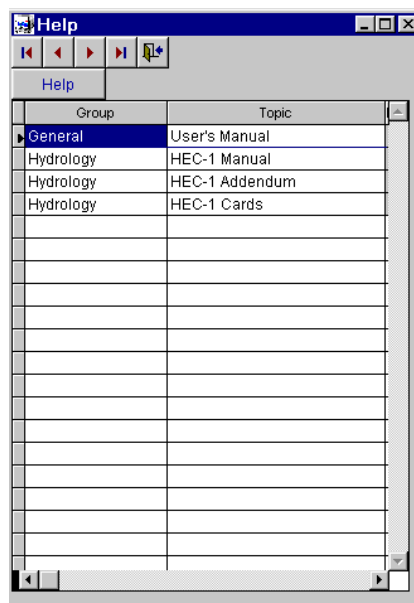 Help
Help
Group Topic
General User's Manual
Hydrology HEC-1 Manual
Hydrology HEC-1 Addendum
Hydrology HEC-1 Cards